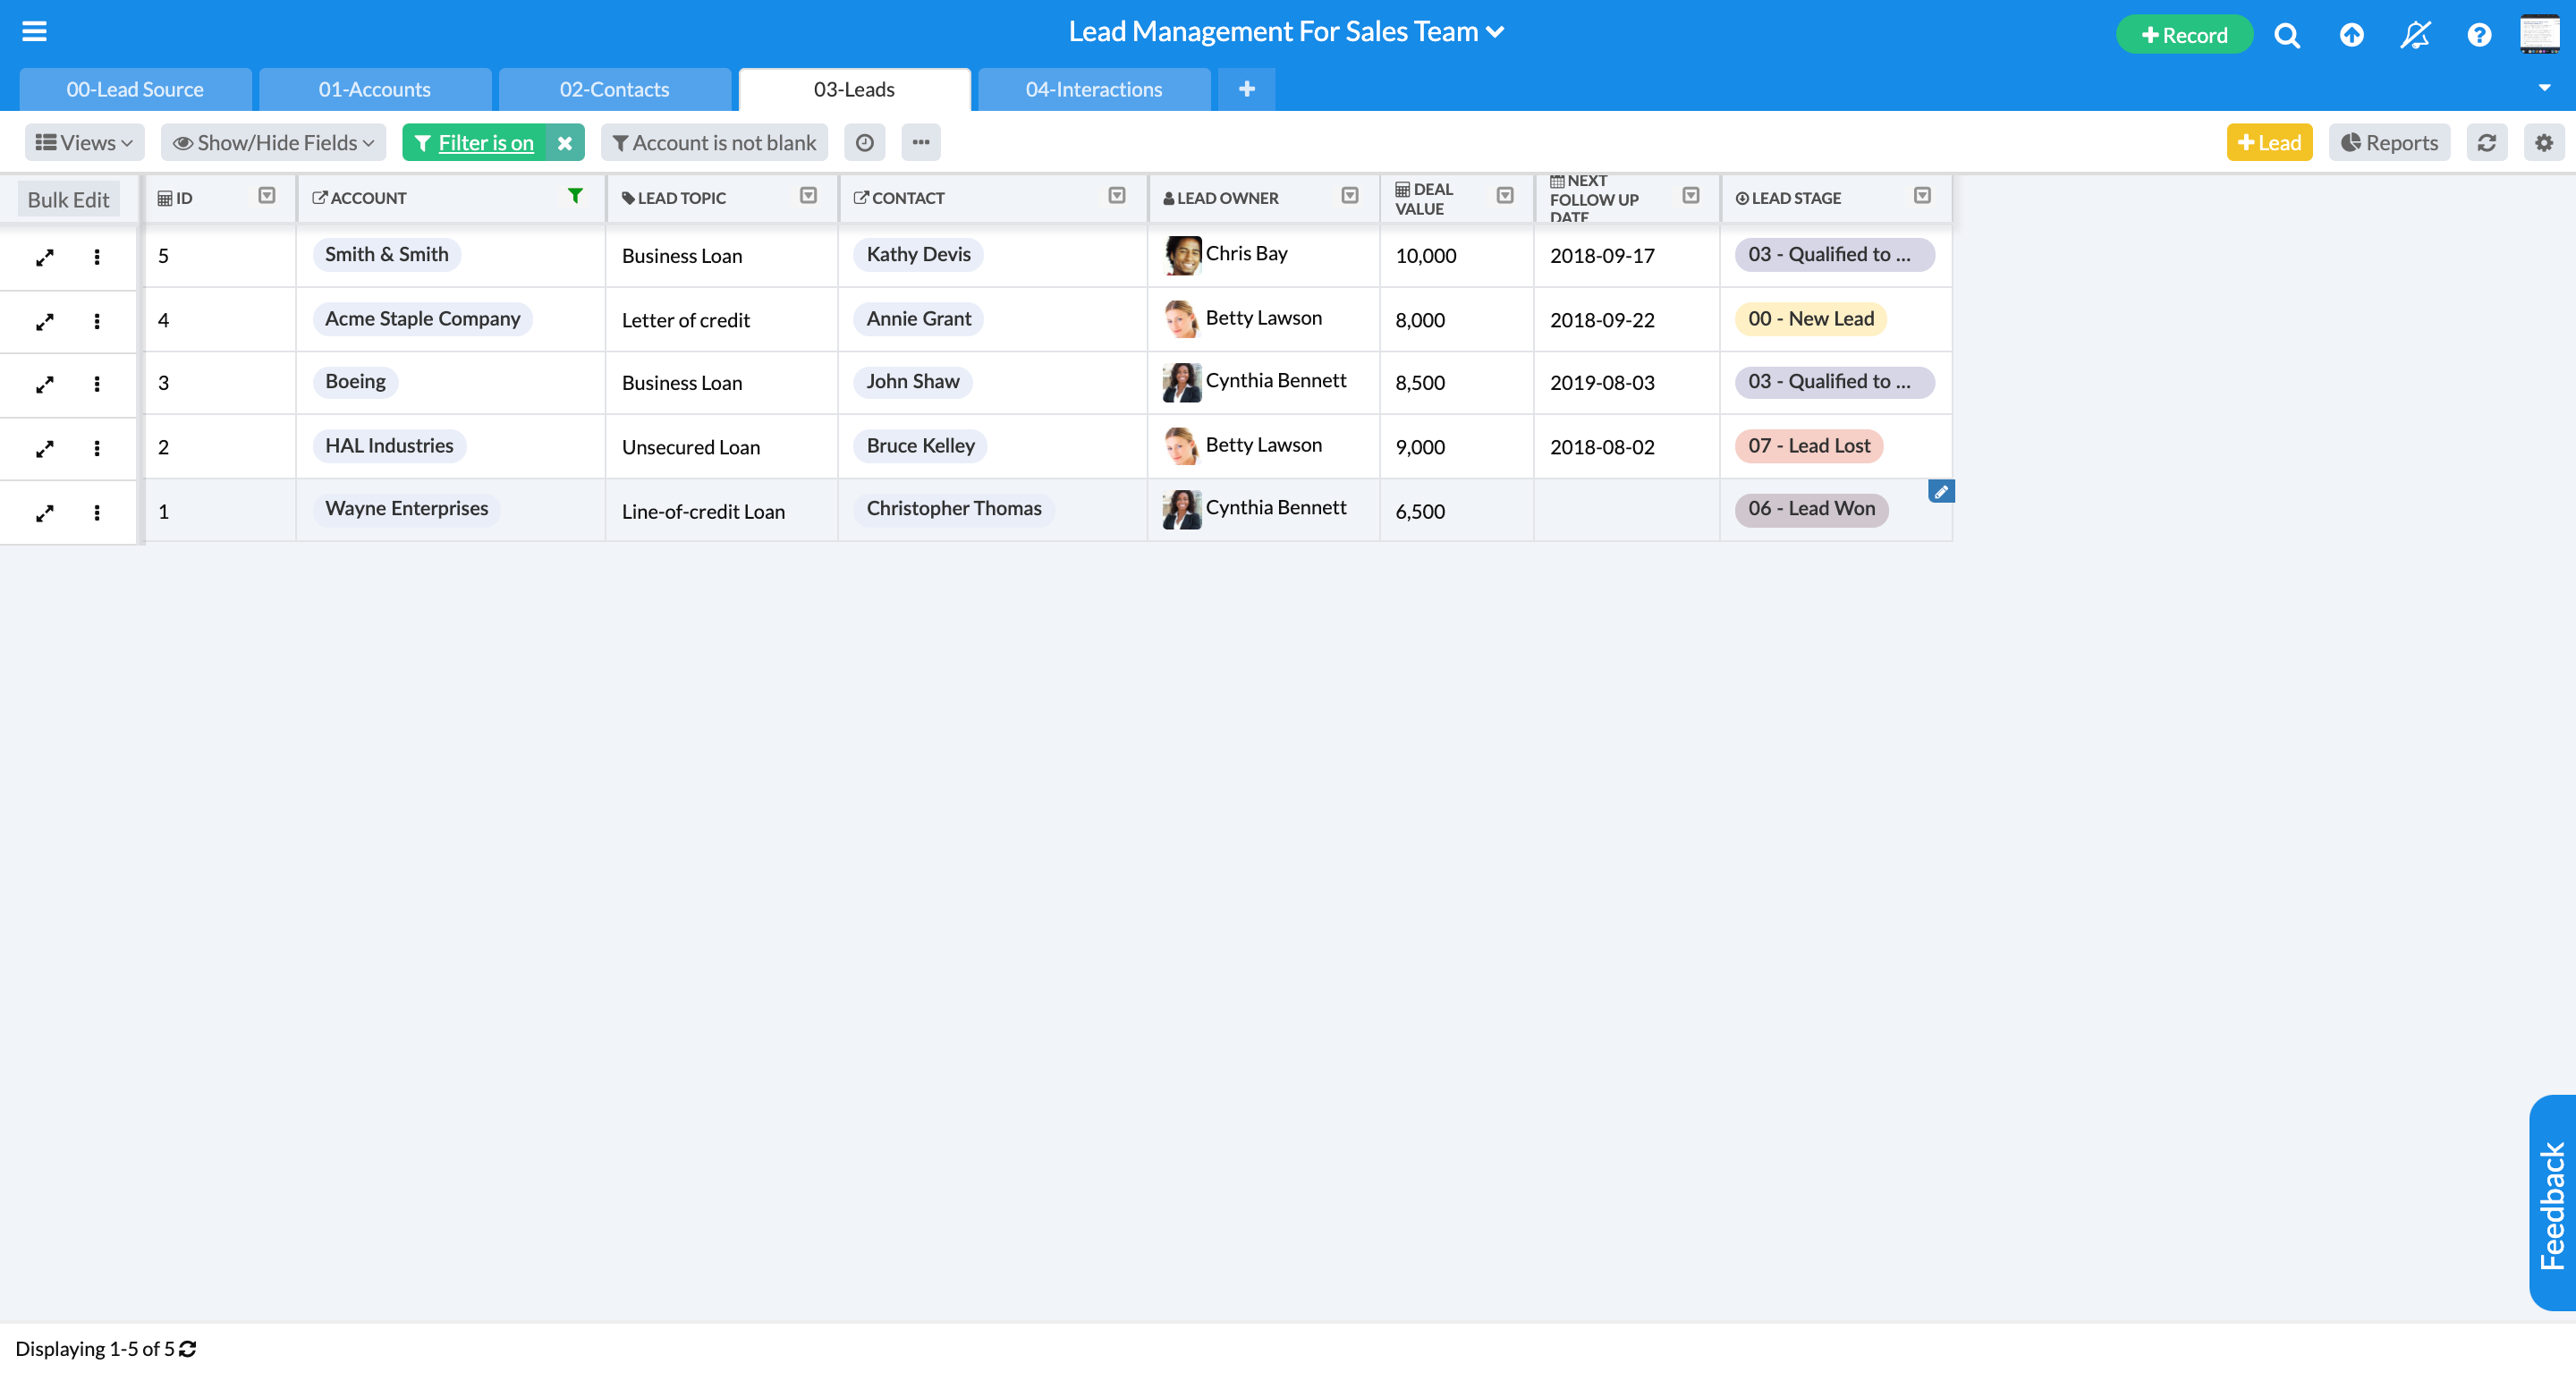 Lead Management For Sales Team
Record
00-Lead Source
01-Accounts
02-Contacts
03-Leads
04-Interactions
+
Views
Show/Hide Fields
Filter is on
Account is not blank
Lead
Reports
Bulk Edit
ID
ACCOUNT
LEAD TOPIC
CONTACT
LEAD OWNER
DEAL
VALUE
NEXT
FOLLOW UP
DATE
LEAD STAGE
5 Smith & Smith Business Loan Kathy Devis Chris Bay 10,000 2018-09-17 03 - Qualified to ...
4 Acme Staple Company Letter of credit Annie Grant Betty Lawson 8,000 2018-09-22 00 - New Lead
3 Boeing Business Loan John Shaw Cynthia Bennett 8,500 2019-08-03 03 - Qualified to ...
2 HAL Industries Unsecured Loan Bruce Kelley Betty Lawson 9,000 2018-08-02 07 - Lead Lost
1 Wayne Enterprises Line-of-credit Loan Christopher Thomas Cynthia Bennett 6,500 06 - Lead Won
Feedback
Displaying 1-5 of 5